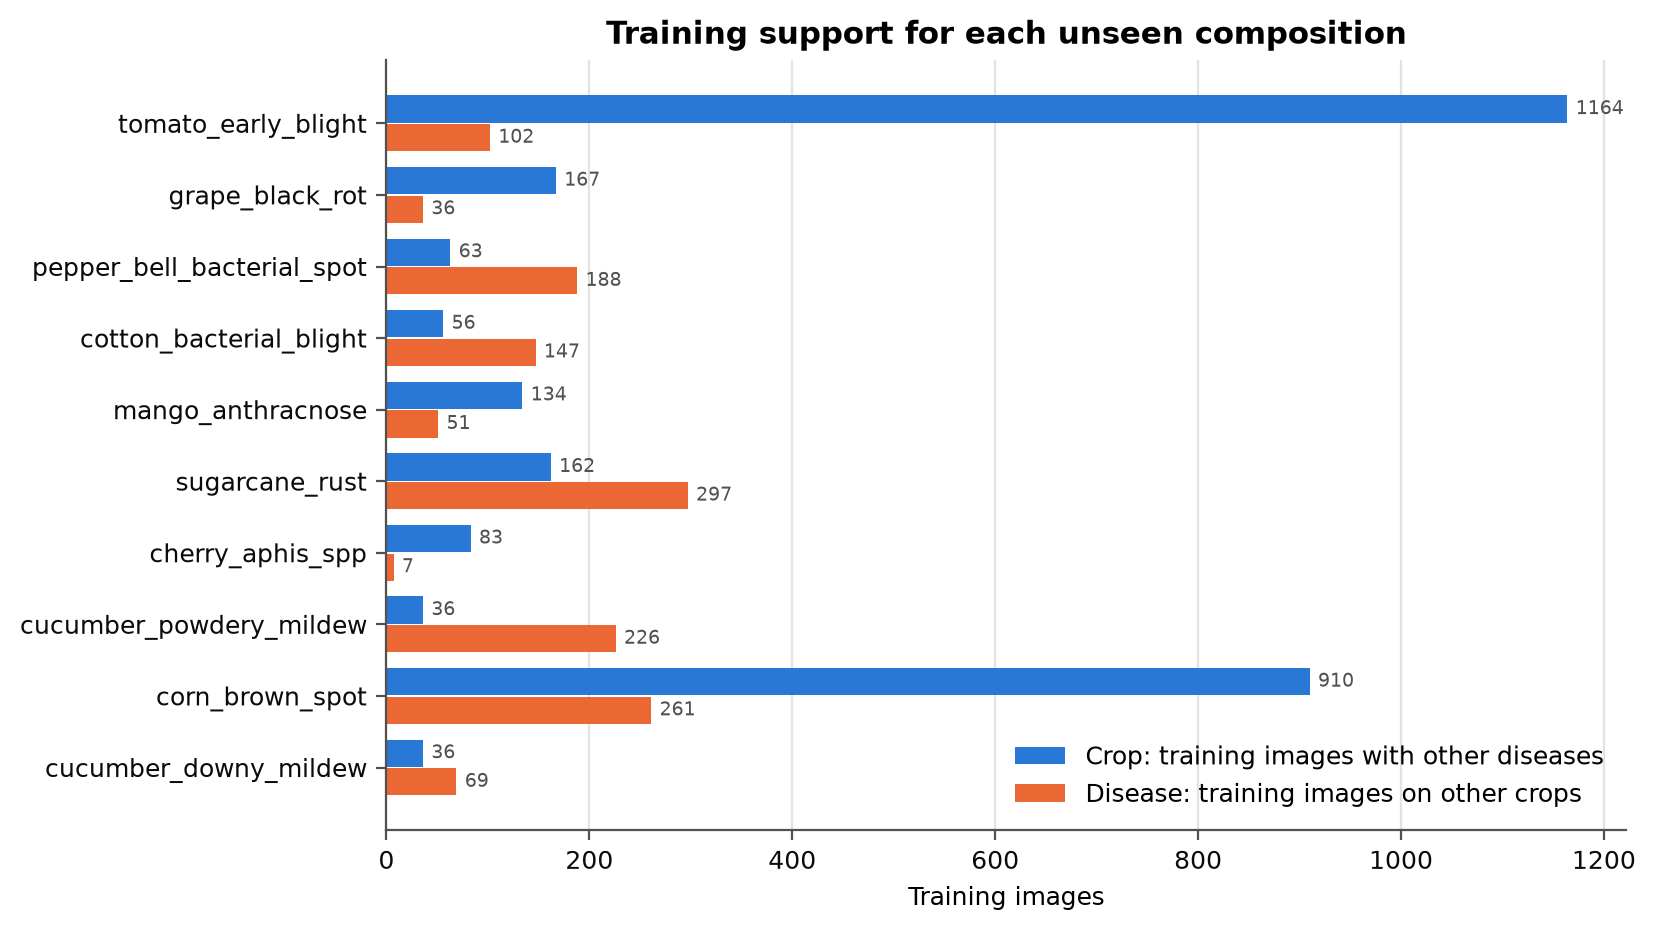 Training support for each unseen composition
tomato_early_blight
1164
102
grape_black_rot
167
36
pepper_bell_bacterial_spot
63
188
cotton_bacterial_blight
56
147
mango_anthracnose
134
51
sugarcane_rust
162
297
cherry_aphis_spp
83
7
cucumber_powdery_mildew
36
226
corn_brown_spot
910
261
cucumber_downy_mildew
36
69
Crop: training images with other diseases
Disease: training images on other crops
0 200 400 600 800 1000 1200
Training images